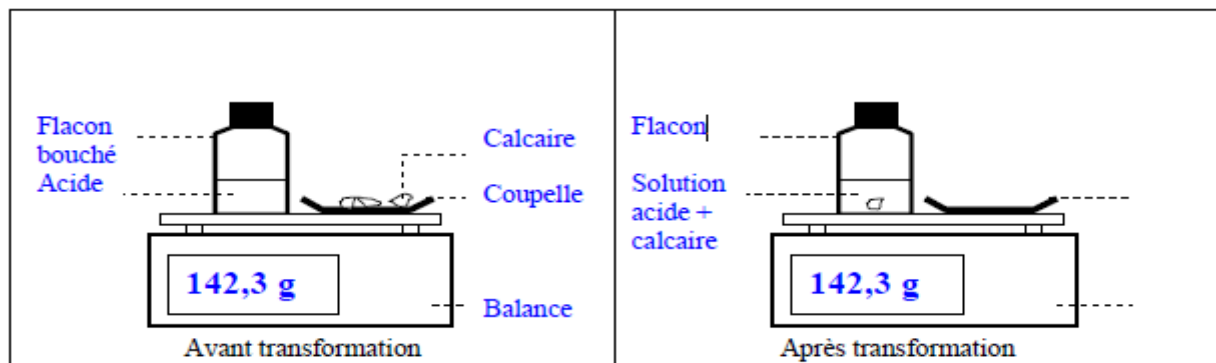 Flacon
bouché
Acide
Calcaire
Coupelle
142,3 g
Balance
Avant transformation
Flacon
Solution
acide +
calcaire
142,3 g
Après transformation